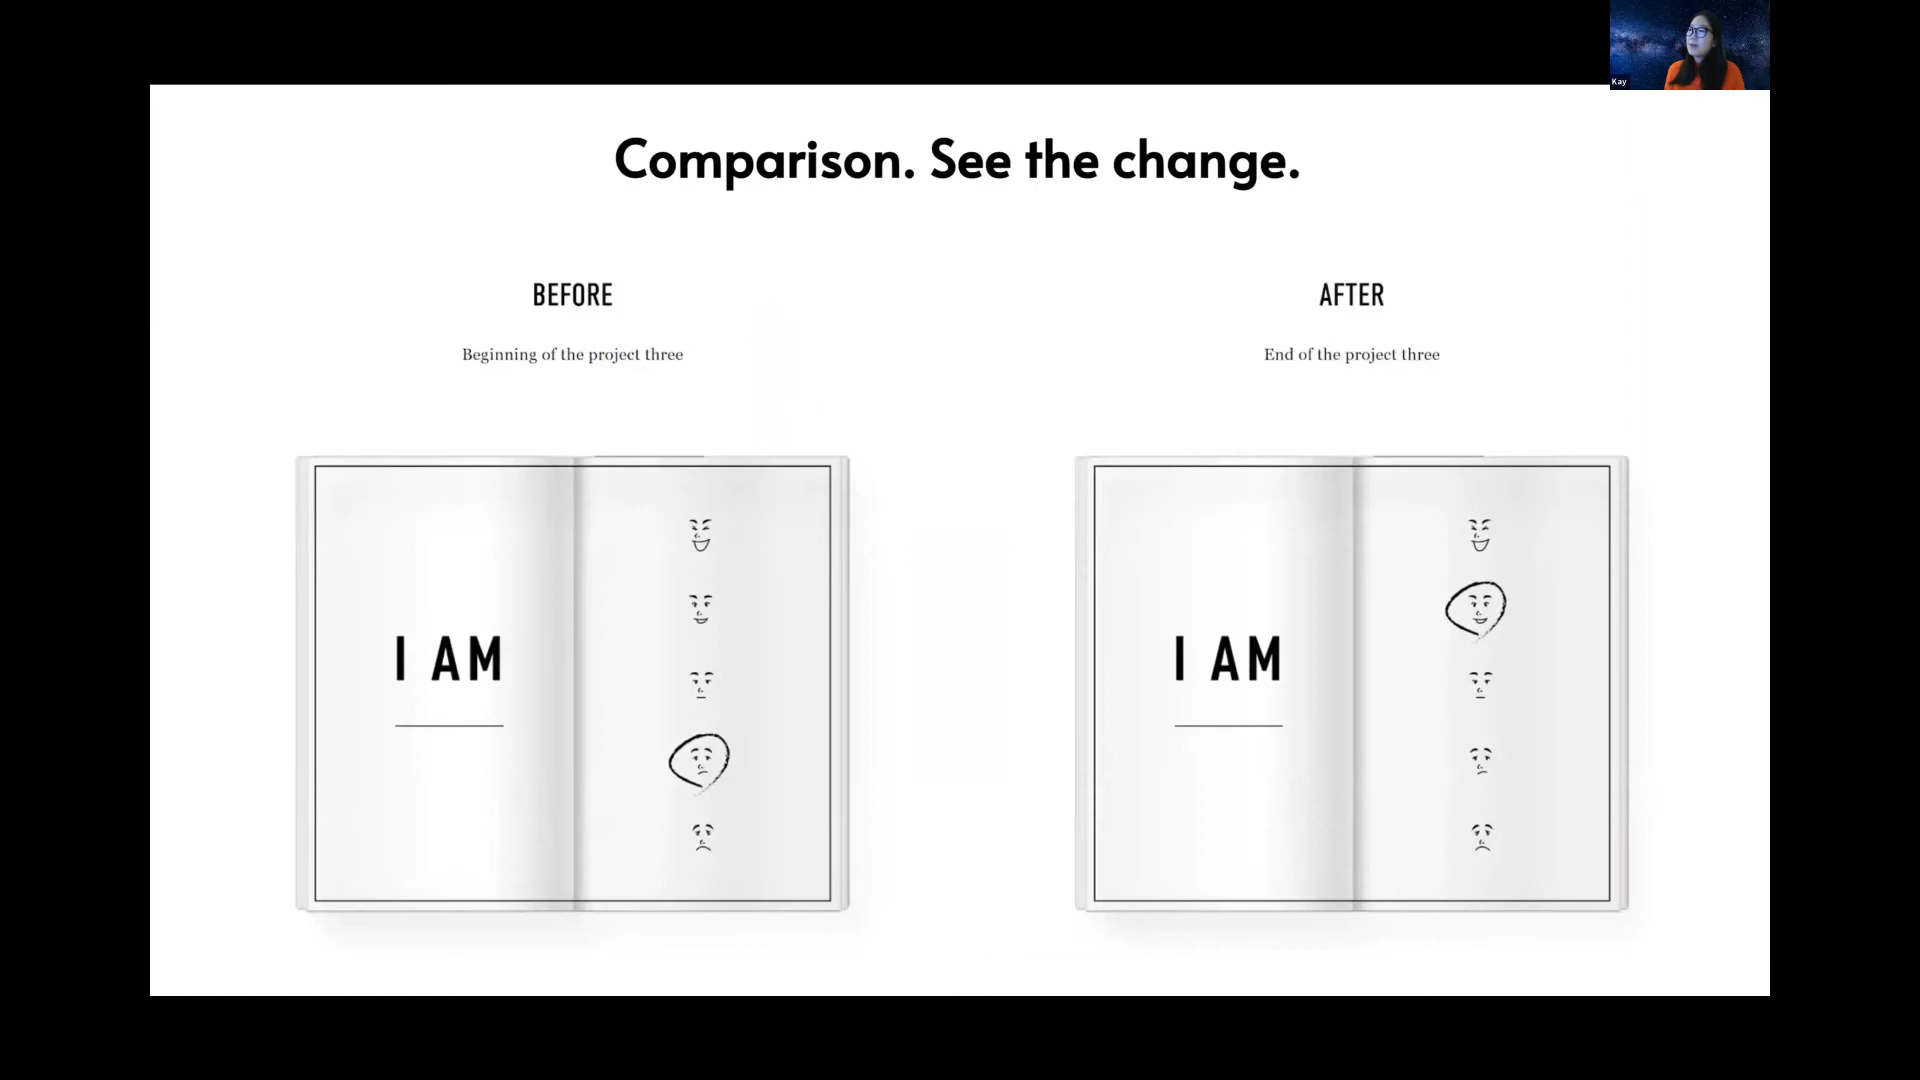 Kay
Comparison. See the change.
BEFORE
Beginning of the project three
I AM
AFTER
End of the project three
I AM